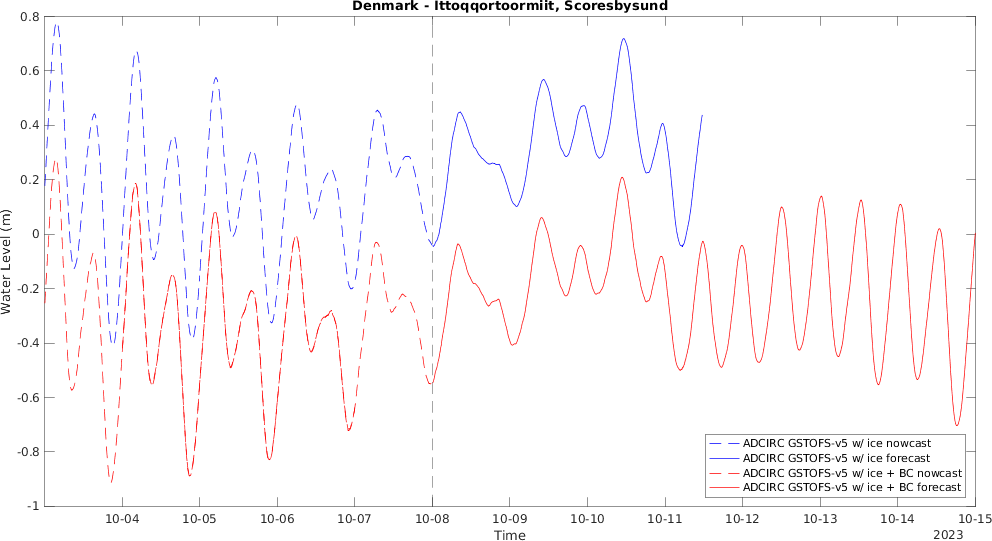 Denmark - Ittoqqortoormiit, Scoresbysund
0.8
0.6
0.4
0.2
0
-0.2
-0.4
-0.6
-0.8
-1
Water Level (m)
ADCIRC GSTOFS-v5 w/ ice nowcast
ADCIRC GSTOFS-v5 w/ ice forecast
ADCIRC GSTOFS-v5 w/ ice + BC nowcast
ADCIRC GSTOFS-v5 w/ ice + BC forecast
10-04 10-05 10-06 10-07 10-08 10-09 10-10 10-11 10-12 10-13 10-14 10-15
Time
2023